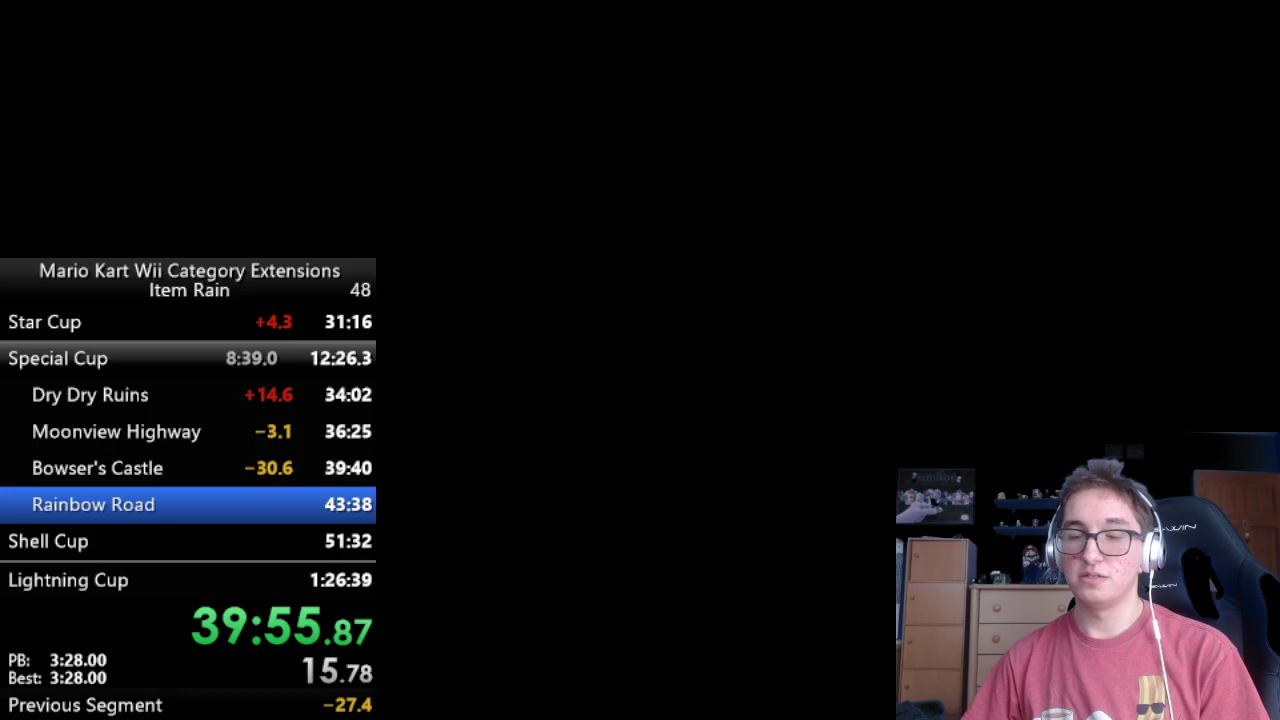 Mario Kart Wii Category Extensions
Item Rain 48
Star Cup +4.3 31:16
Special Cup 8:39.0 12:26.3
Dry Dry Ruins +14.6 34:02
Moonview Highway −3.1 36:25
Bowser's Castle −30.6 39:40
Rainbow Road 43:38
Shell Cup 51:32
Lightning Cup 1:26:39
39:55.87
PB: 3:28.00
Best: 3:28.00
15.78
Previous Segment −27.4